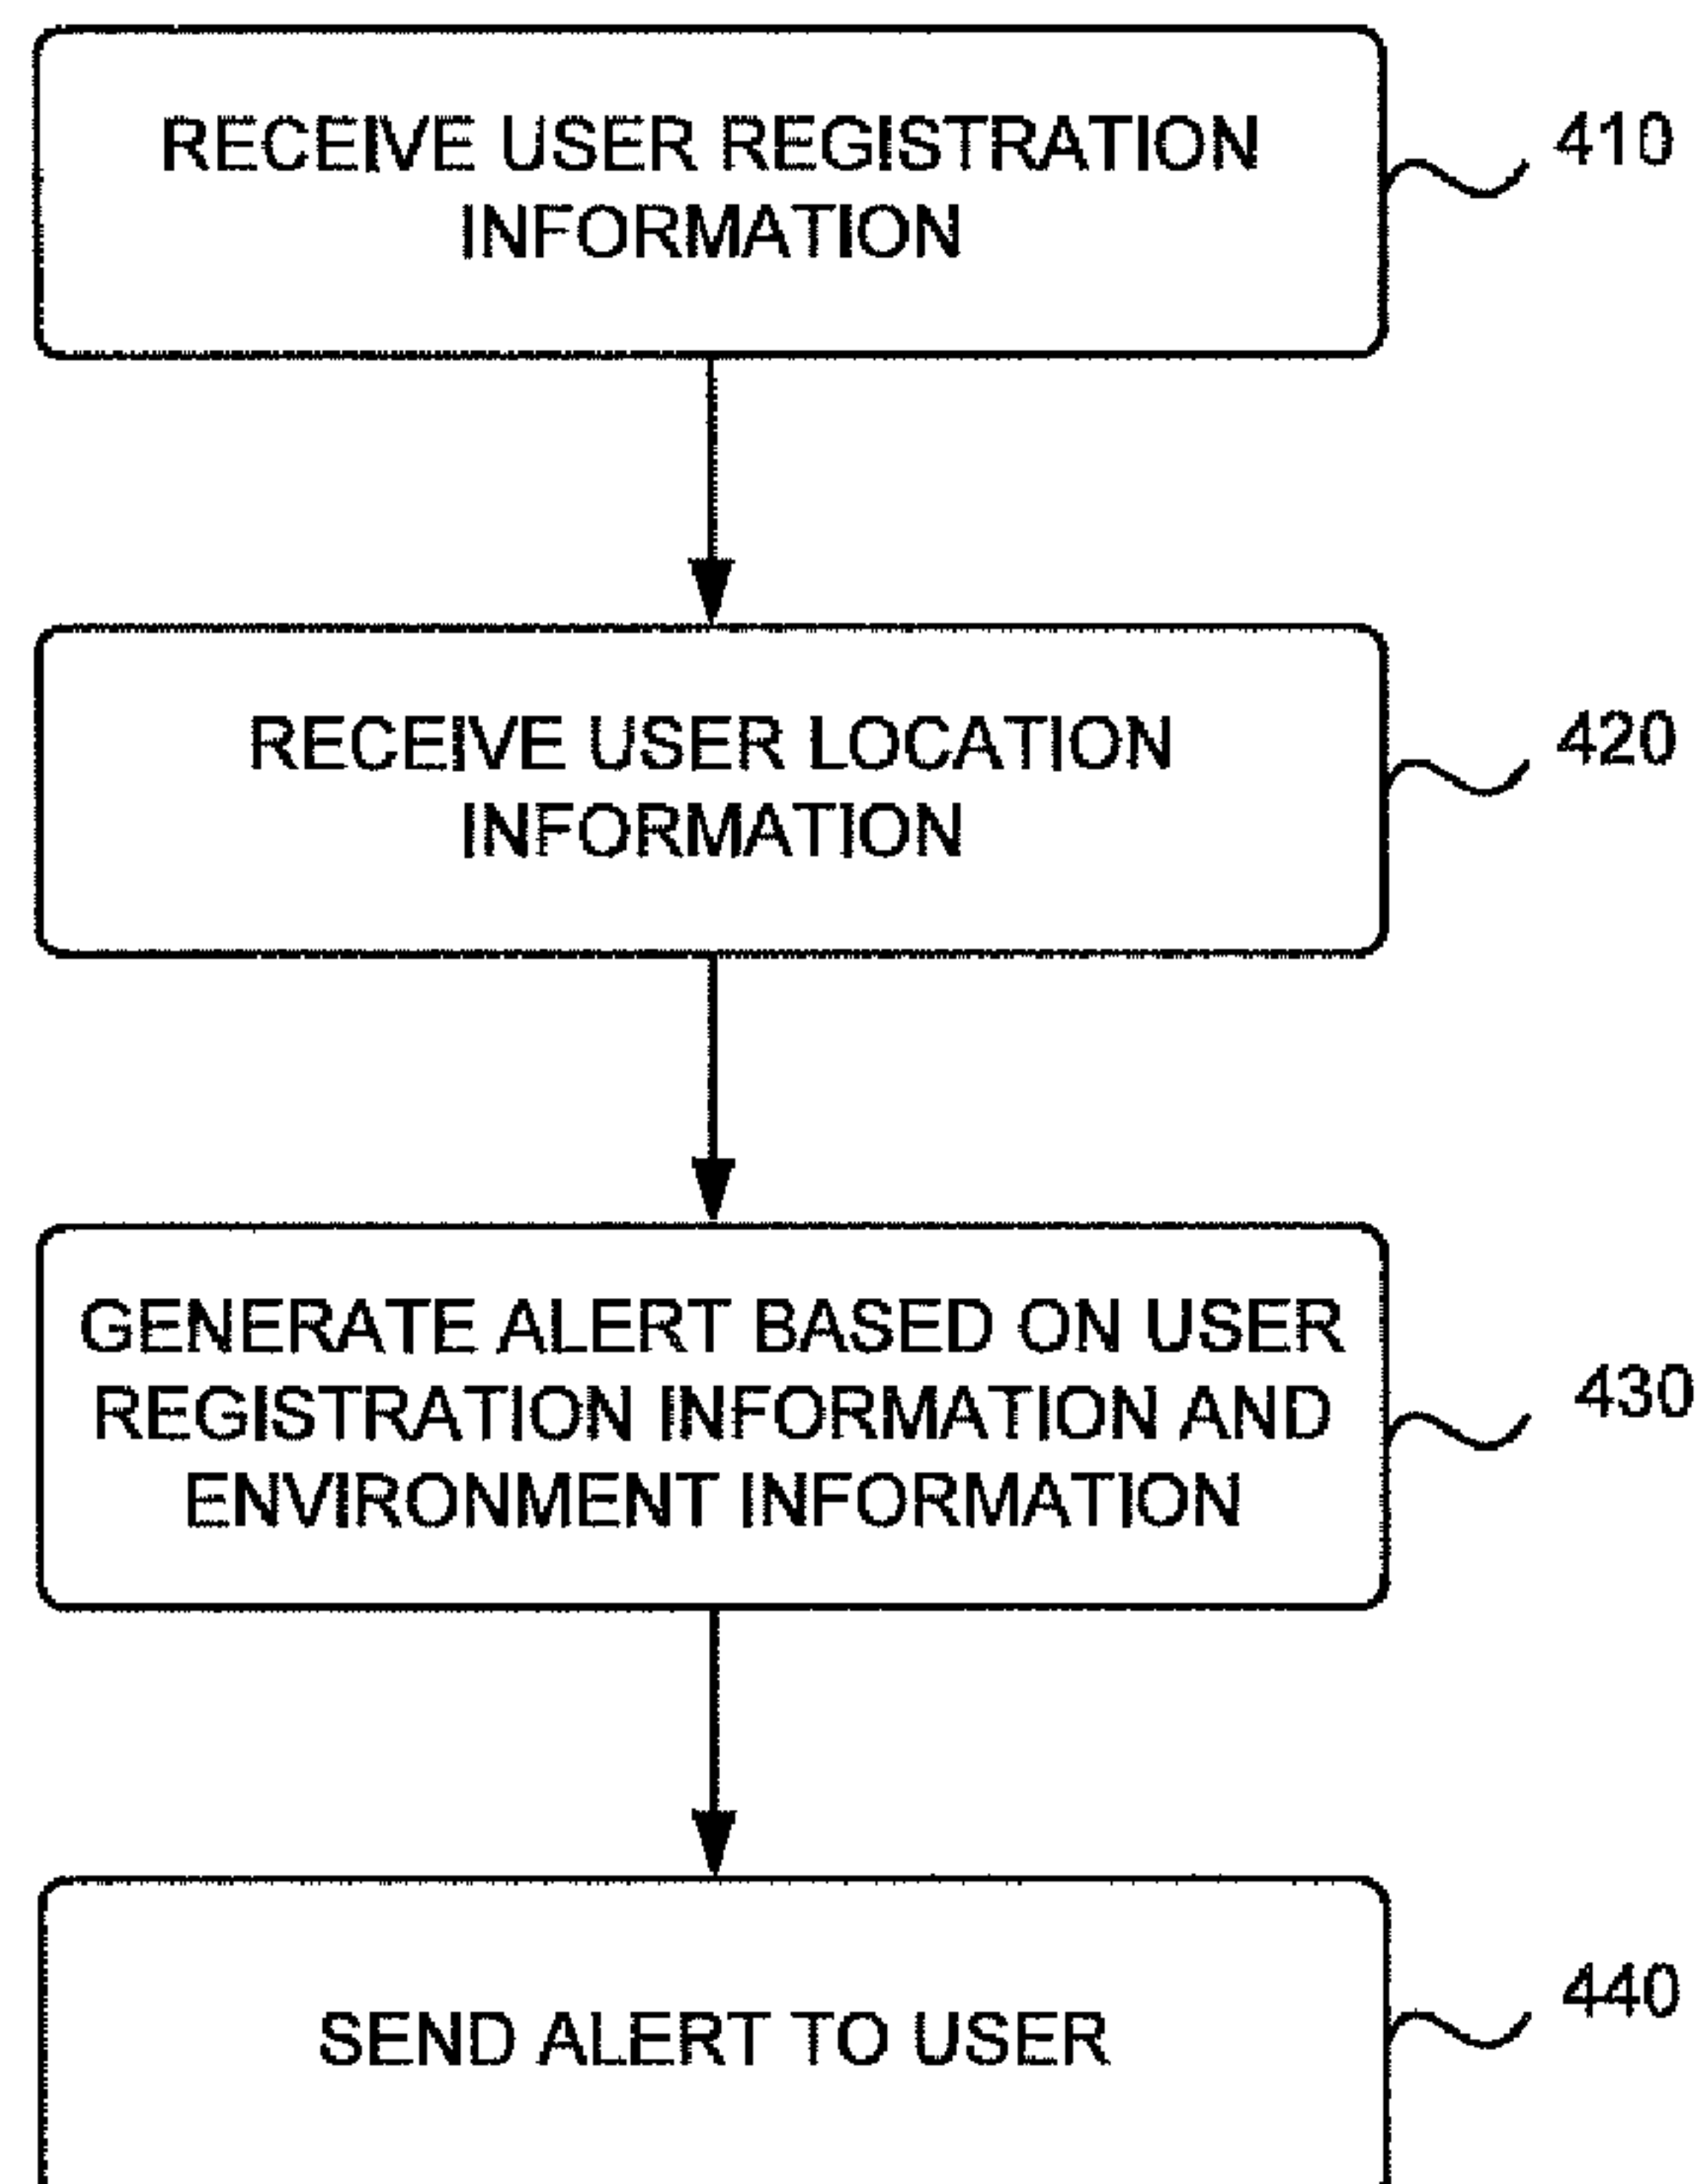 RECEIVE USER REGISTRATION
INFORMATION
410
RECEIVE USER LOCATION
INFORMATION
420
GENERATE ALERT BASED ON USER
REGISTRATION INFORMATION AND
ENVIRONMENT INFORMATION
430
SEND ALERT TO USER
440